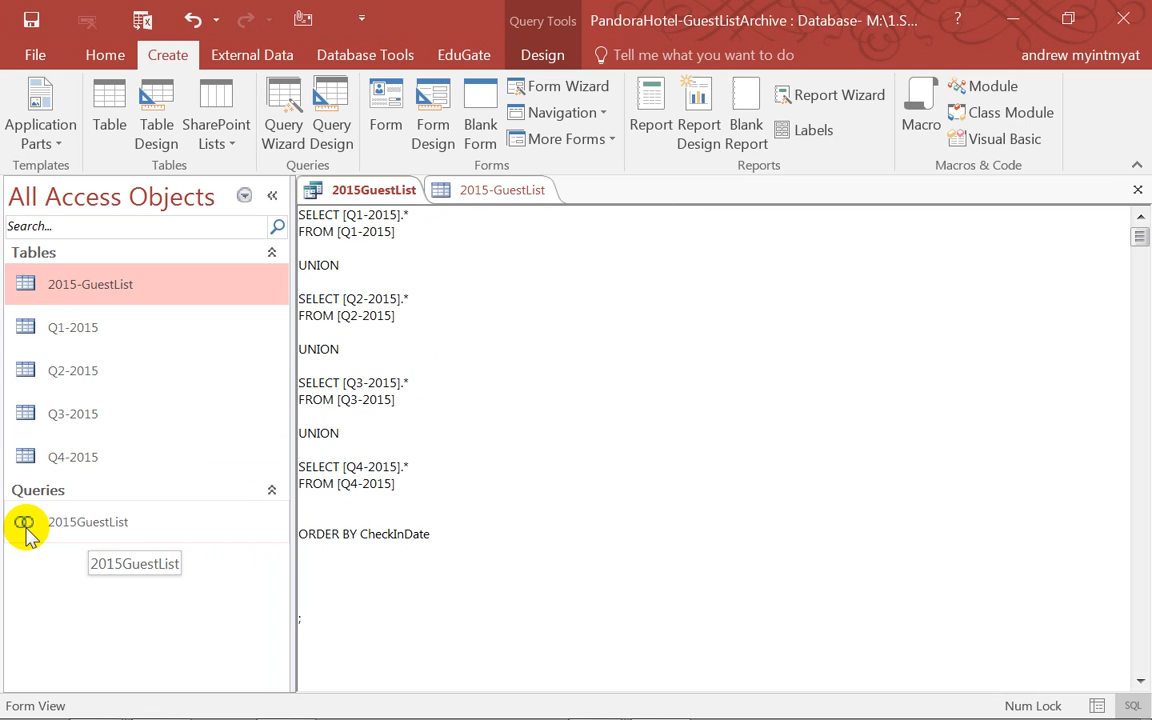 Query Tools
PandoraHotel-GuestListArchive : Database- M:\1.S...
?
File
Home
Create
External Data
Database Tools
EduGate
Design
Tell me what you want to do
andrew myintmyat
Application Parts
Table
Table Design
SharePoint Lists
Query Wizard
Query Design
Form
Form Design
Blank Form
Form Wizard
Navigation
More Forms
Report
Report Design
Blank Report
Report Wizard
Labels
Macro
Module
Class Module
Visual Basic
Templates
Tables
Queries
Forms
Reports
Macros & Code
All Access Objects
Search...
Tables
2015-GuestList
Q1-2015
Q2-2015
Q3-2015
Q4-2015
Queries
2015GuestList
2015GuestList
2015GuestList
2015-GuestList
SELECT [Q1-2015].*
FROM [Q1-2015]
UNION
SELECT [Q2-2015].*
FROM [Q2-2015]
UNION
SELECT [Q3-2015].*
FROM [Q3-2015]
UNION
SELECT [Q4-2015].*
FROM [Q4-2015]
ORDER BY CheckInDate
;
Form View
Num Lock
SQL